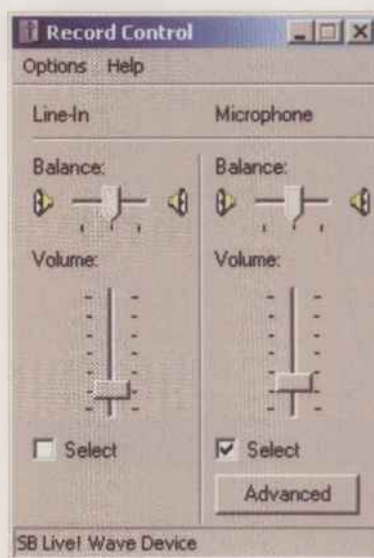 Record Control
Options Help
Line-In Microphone
Balance: Balance:
Volume: Volume:
Select Select
Advanced
SB Live! Wave Device